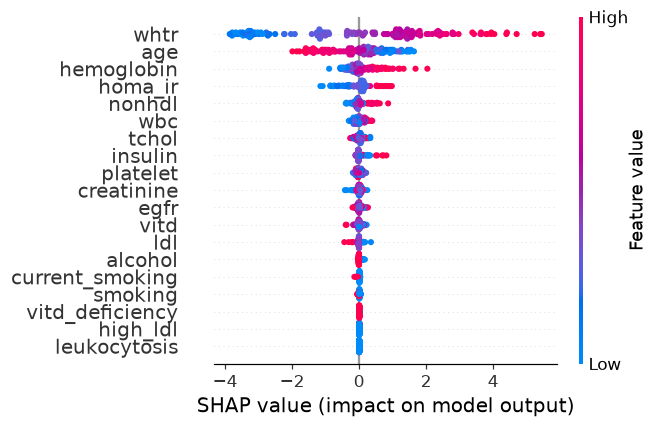 High
whtr
age
hemoglobin
homa_ir
nonhdl
wbc
tchol
insulin
platelet
creatinine
egfr
vitd
ldl
alcohol
current_smoking
smoking
vitd_deficiency
high_ldl
leukocytosis
Feature value
Low
−4 −2 0 2 4
SHAP value (impact on model output)